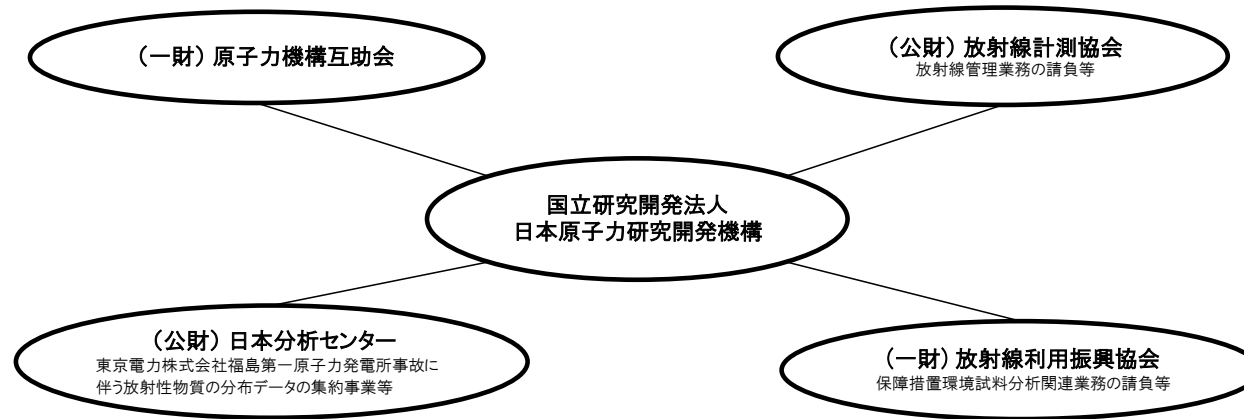 （一財）原子力機構互助会
（公財）放射線計測協会
放射線管理業務の請負等
国立研究開発法人
日本原子力研究開発機構
（公財）日本分析センター
東京電力株式会社福島第一原子力発電所事故に
伴う放射性物質の分布データの集約事業等
（一財）放射線利用振興協会
保障措置環境試料分析関連業務の請負等